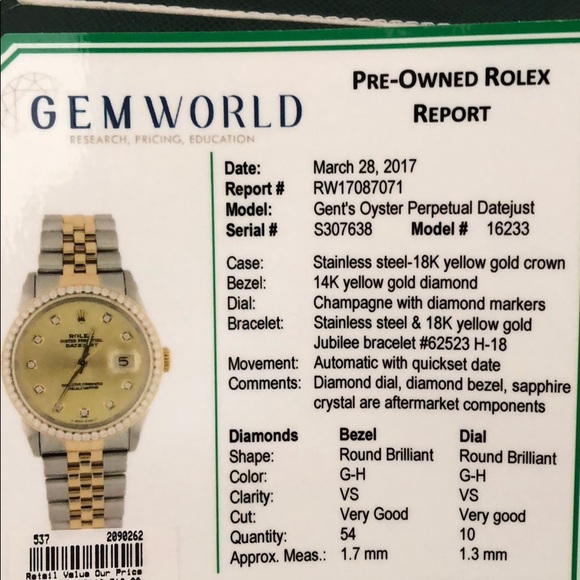 GEMWORLD
RESEARCH, PRICING, EDUCATION
PRE-OWNED ROLEX
REPORT
Date: March 28, 2017
Report # RW17087071
Model: Gent's Oyster Perpetual Datejust
Serial # S307638 Model # 16233
Case: Stainless steel-18K yellow gold crown
Bezel: 14K yellow gold diamond
Dial: Champagne with diamond markers
Bracelet: Stainless steel & 18K yellow gold
Jubilee bracelet #62523 H-18
Movement: Automatic with quickset date
Comments: Diamond dial, diamond bezel, sapphire
crystal are aftermarket components
Diamonds Bezel Dial
Shape: Round Brilliant Round Brilliant
Color: G-H G-H
Clarity: VS VS
Cut: Very Good Very good
Quantity: 54 10
Approx. Meas.: 1.7 mm 1.3 mm
ROLEX
OYSTER PERPETUAL
DATEJUST
5
537 2090262
Retail Value Our Price